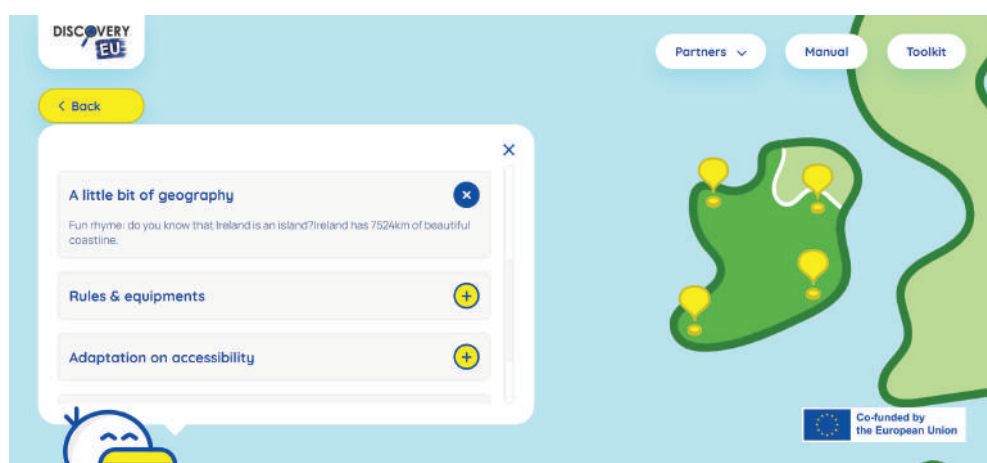 DISCOVERY
EU
Partners
Manual
Toolkit
Back
A little bit of geography
Fun rhyme: do you know that Ireland is an island?Ireland has 7524km of beautiful
coastline.
Rules & equipments
Adaptation on accessibility
Co-funded by
the European Union